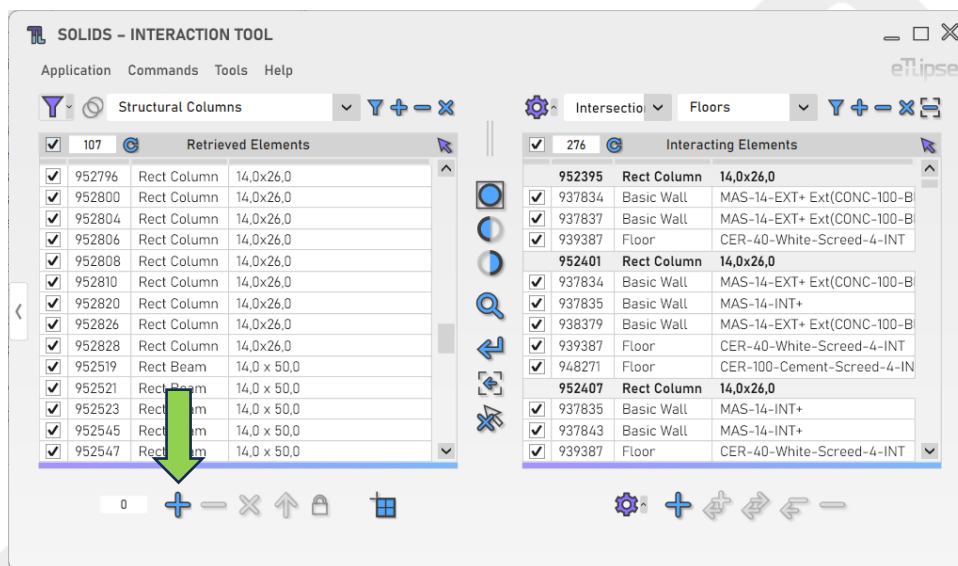 SOLIDS – INTERACTION TOOL
Application Commands Tools Help
eTLipse
Structural Columns
Intersectio
Floors
107 Retrieved Elements
952796 Rect Column 14,0x26,0
952800 Rect Column 14,0x26,0
952804 Rect Column 14,0x26,0
952806 Rect Column 14,0x26,0
952808 Rect Column 14,0x26,0
952810 Rect Column 14,0x26,0
952820 Rect Column 14,0x26,0
952826 Rect Column 14,0x26,0
952828 Rect Column 14,0x26,0
952519 Rect Beam 14,0 x 50,0
952521 Rect Beam 14,0 x 50,0
952523 Rect am 14,0 x 50,0
952545 Rect am 14,0 x 50,0
952547 Rect am 14,0 x 50,0
0
276 Interacting Elements
952395 Rect Column 14,0x26,0
937834 Basic Wall MAS-14-EXT+ Ext(CONC-100-B
937837 Basic Wall MAS-14-EXT+ Ext(CONC-100-B
939387 Floor CER-40-White-Screed-4-INT
952401 Rect Column 14,0x26,0
937834 Basic Wall MAS-14-EXT+ Ext(CONC-100-B
937835 Basic Wall MAS-14-INT+
938379 Basic Wall MAS-14-EXT+ Ext(CONC-100-B
939387 Floor CER-40-White-Screed-4-INT
948271 Floor CER-100-Cement-Screed-4-IN
952407 Rect Column 14,0x26,0
937835 Basic Wall MAS-14-INT+
937843 Basic Wall MAS-14-INT+
939387 Floor CER-40-White-Screed-4-INT